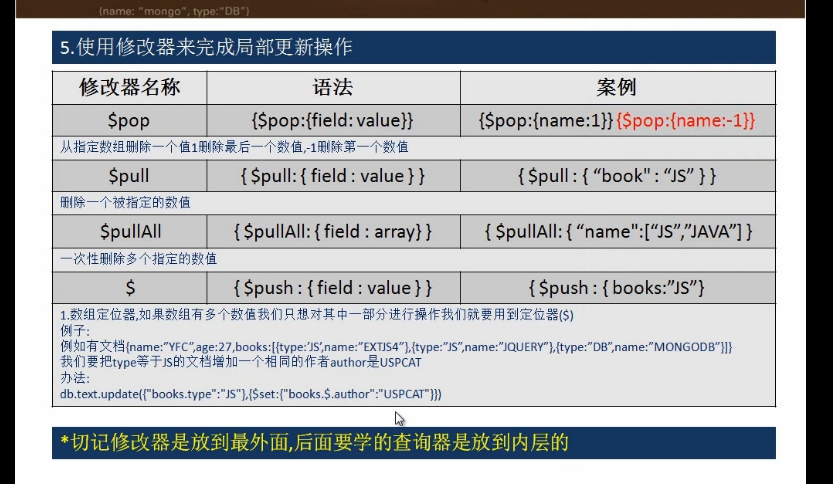 {name: "mongo", type:"DB"}
5.使用修改器来完成局部更新操作
修改器名称 语法 案例
$pop {$pop:{field: value}} {$pop:{name:1}} {$pop:{name:-1}}
从指定数组删除一个值1删除最后一个数值,-1删除第一个数值
$pull { $pull: { field : value } } { $pull : { “book" : “JS” } }
删除一个被指定的数值
$pullAll { $pullAll: { field : array} } { $pullAll: { “name":[“JS”,”JAVA”] }
一次性删除多个指定的数值
$ { $push : { field : value } } { $push : { books:”JS”}
1.数组定位器,如果数组有多个数值我们只想对其中一部分进行操作我们就要用到定位器($)
例子:
例如有文档{name:”YFC”,age:27,books:[{type:’JS’,name:”EXTJS4”},{type:”JS”,name:”JQUERY”},{type:”DB”,name:”MONGODB”}]}
我们要把type等于JS的文档增加一个相同的作者author是USPCAT
办法:
db.text.update({"books.type":"JS"},{$set:{"books.$.author":"USPCAT"}})
*切记修改器是放到最外面,后面要学的查询器是放到内层的